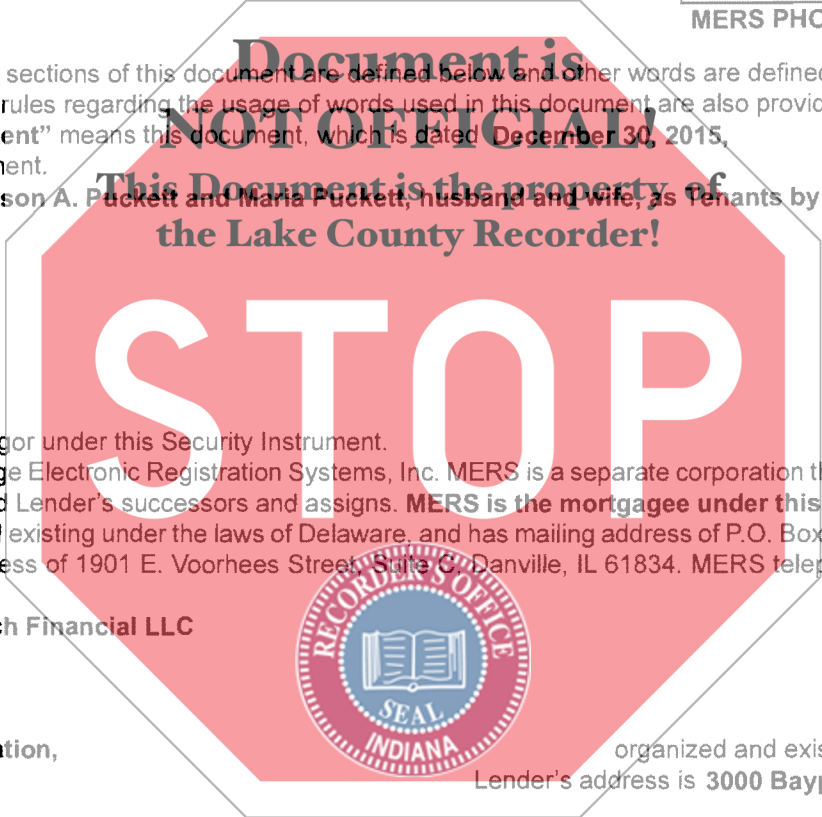 MERS PHO
Document is
sections of this document are defined below and other words are defined
rules regarding the usage of words used in this document are also provid
NOT OFFICIAL!
ent” means this document, which is dated December 30, 2015,
ent.
This Document is the property of
son A. Puckett and Maria Puckett, husband and wife, as Tenants by
the Lake County Recorder!
STOP
gor under this Security Instrument.
ge Electronic Registration Systems, Inc. MERS is a separate corporation th
d Lender’s successors and assigns. MERS is the mortgagee under this
existing under the laws of Delaware, and has mailing address of P.O. Box
ess of 1901 E. Voorhees Street, Suite C, Danville, IL 61834. MERS telep
RECORDER'S OFFICE
h Financial LLC
SEAL
INDIANA
ation,
organized and exis
Lender’s address is 3000 Bayp